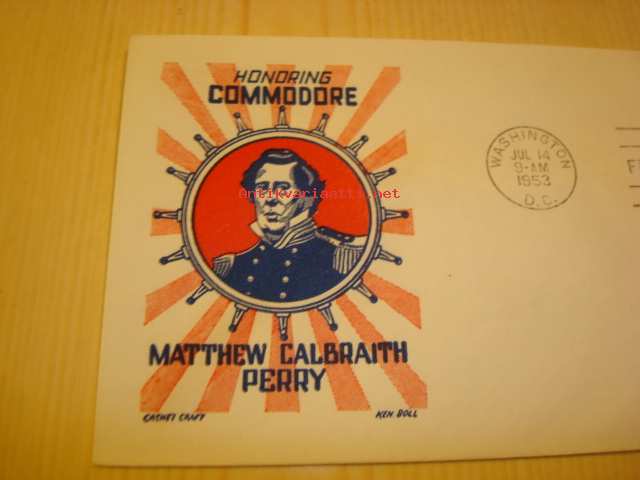 HONORING
COMMODORE
Antikvariaatti.net
MATTHEW CALBRAITH
PERRY
CACHET CRAFT
KEN BOLL
WASHINGTON
JUL 14
9-AM
1953
D.C.
F